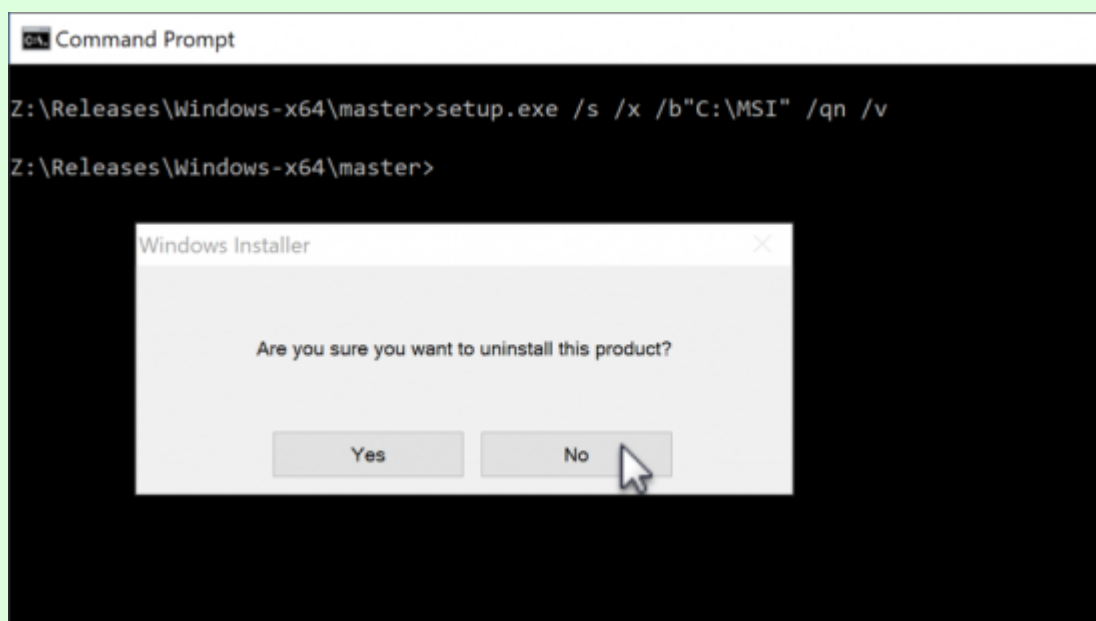 Command Prompt
Z:\Releases\Windows-x64\master>setup.exe /s /x /b"C:\MSI" /qn /v
Z:\Releases\Windows-x64\master>
Windows Installer
Are you sure you want to uninstall this product?
Yes No